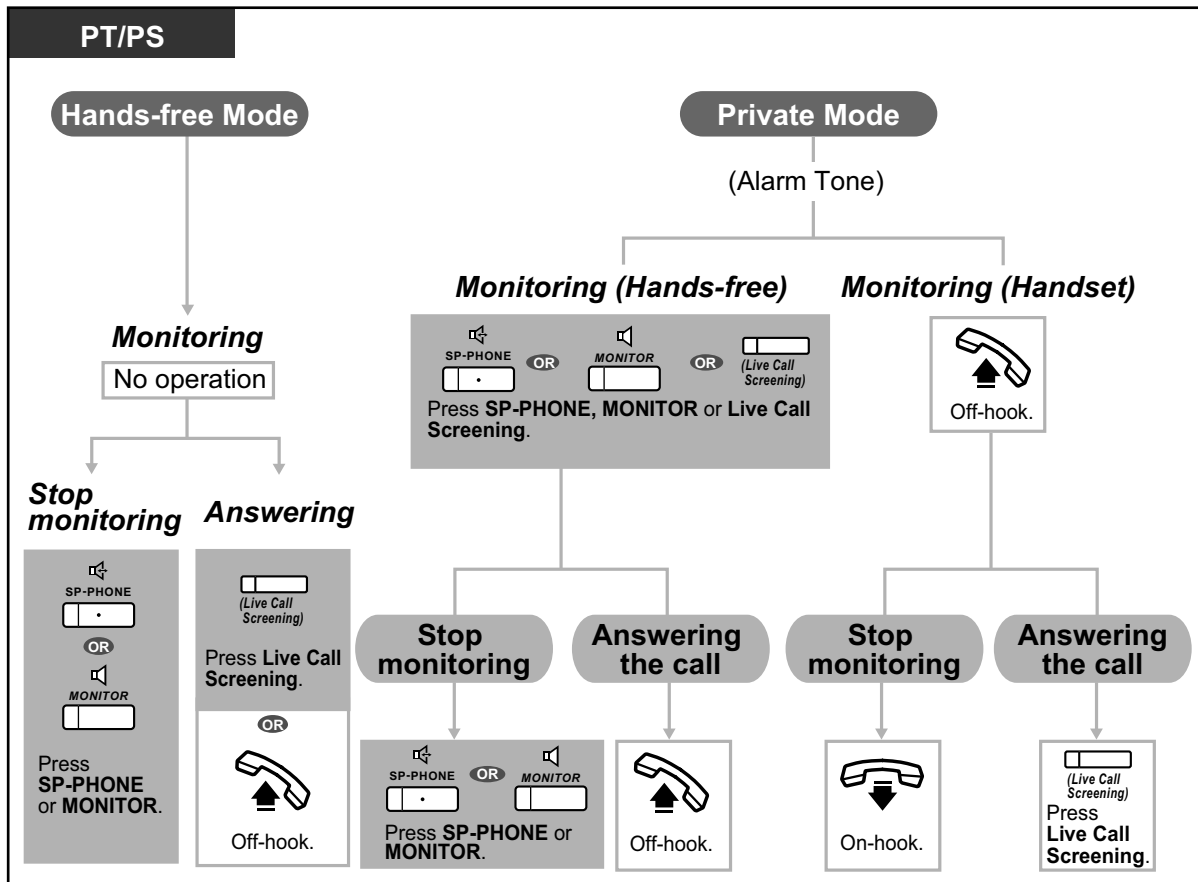 PT/PS
Hands-free Mode
Monitoring
No operation
Stop
monitoring
SP-PHONE
OR
MONITOR
Press
SP-PHONE
or MONITOR.
Answering
(Live Call
Screening)
Press Live Call
Screening.
OR
Off-hook.
Private Mode
(Alarm Tone)
Monitoring (Hands-free)
SP-PHONE
OR
MONITOR
OR
(Live Call
Screening)
Press SP-PHONE, MONITOR or Live Call
Screening.
Stop
monitoring
SP-PHONE
OR
MONITOR
Press SP-PHONE or
MONITOR.
Answering
the call
Off-hook.
Monitoring (Handset)
Off-hook.
Stop
monitoring
On-hook.
Answering
the call
(Live Call
Screening)
Press
Live Call
Screening.